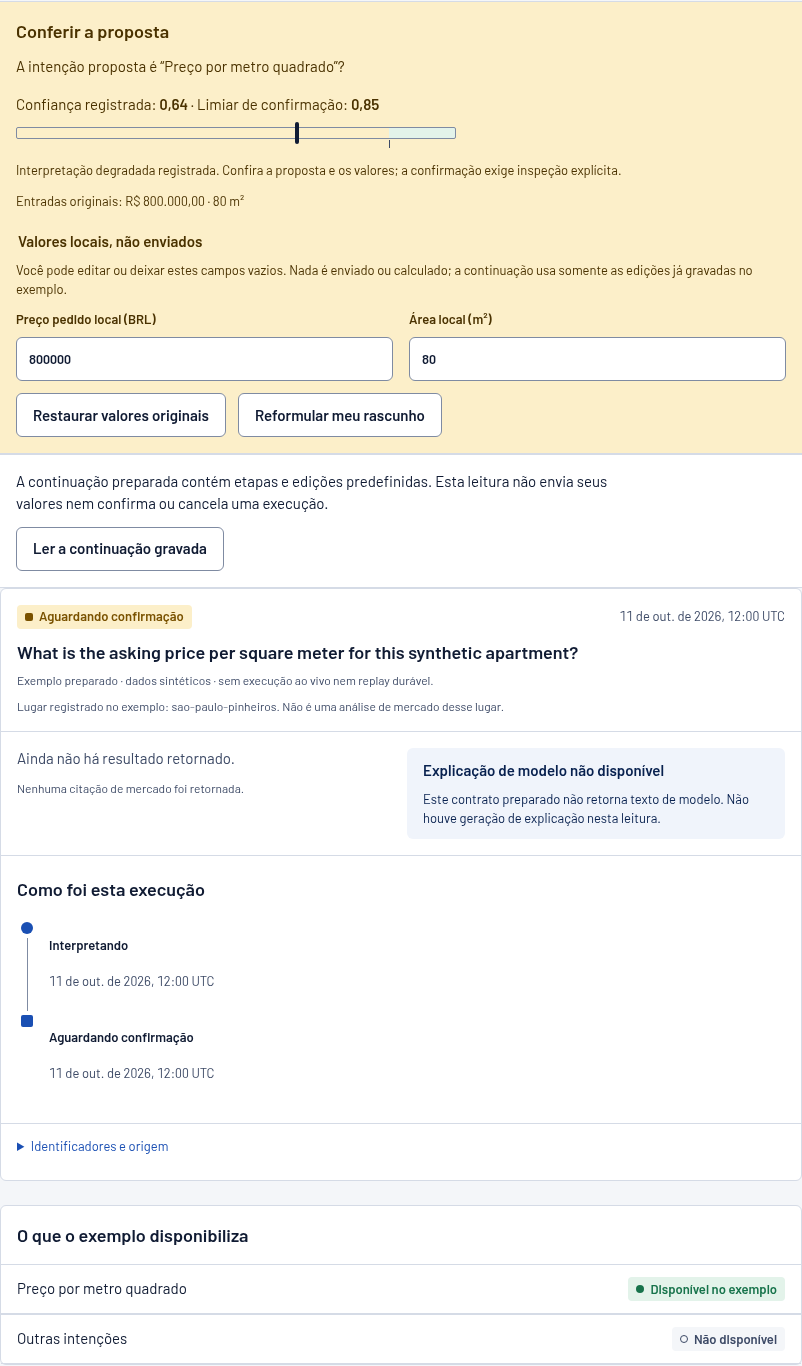 Conferir a proposta
A intenção proposta é “Preço por metro quadrado”?
Confiança registrada: 0,64 · Limiar de confirmação: 0,85
Interpretação degradada registrada. Confira a proposta e os valores; a confirmação exige inspeção explícita.
Entradas originais: R$ 800.000,00 · 80 m²
Valores locais, não enviados
Você pode editar ou deixar estes campos vazios. Nada é enviado ou calculado; a continuação usa somente as edições já gravadas no
exemplo.
Preço pedido local (BRL)
Área local (m²)
800000
80
Restaurar valores originais
Reformular meu rascunho
A continuação preparada contém etapas e edições predefinidas. Esta leitura não envia seus
valores nem confirma ou cancela uma execução.
Ler a continuação gravada
Aguardando confirmação
11 de out. de 2026, 12:00 UTC
What is the asking price per square meter for this synthetic apartment?
Exemplo preparado · dados sintéticos · sem execução ao vivo nem replay durável.
Lugar registrado no exemplo: sao-paulo-pinheiros. Não é uma análise de mercado desse lugar.
Ainda não há resultado retornado.
Nenhuma citação de mercado foi retornada.
Explicação de modelo não disponível
Este contrato preparado não retorna texto de modelo. Não
houve geração de explicação nesta leitura.
Como foi esta execução
Interpretando
11 de out. de 2026, 12:00 UTC
Aguardando confirmação
11 de out. de 2026, 12:00 UTC
Identificadores e origem
O que o exemplo disponibiliza
Preço por metro quadrado
Disponível no exemplo
Outras intenções
Não disponível